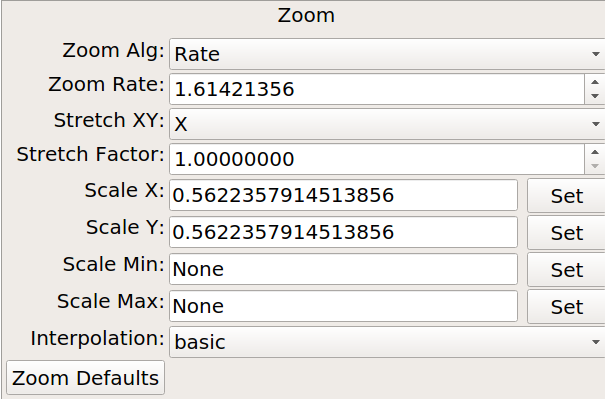 Zoom
Zoom Alg: Rate
Zoom Rate: 1.61421356
Stretch XY: X
Stretch Factor: 1.00000000
Scale X: 0.5622357914513856 Set
Scale Y: 0.5622357914513856 Set
Scale Min: None Set
Scale Max: None Set
Interpolation: basic
Zoom Defaults